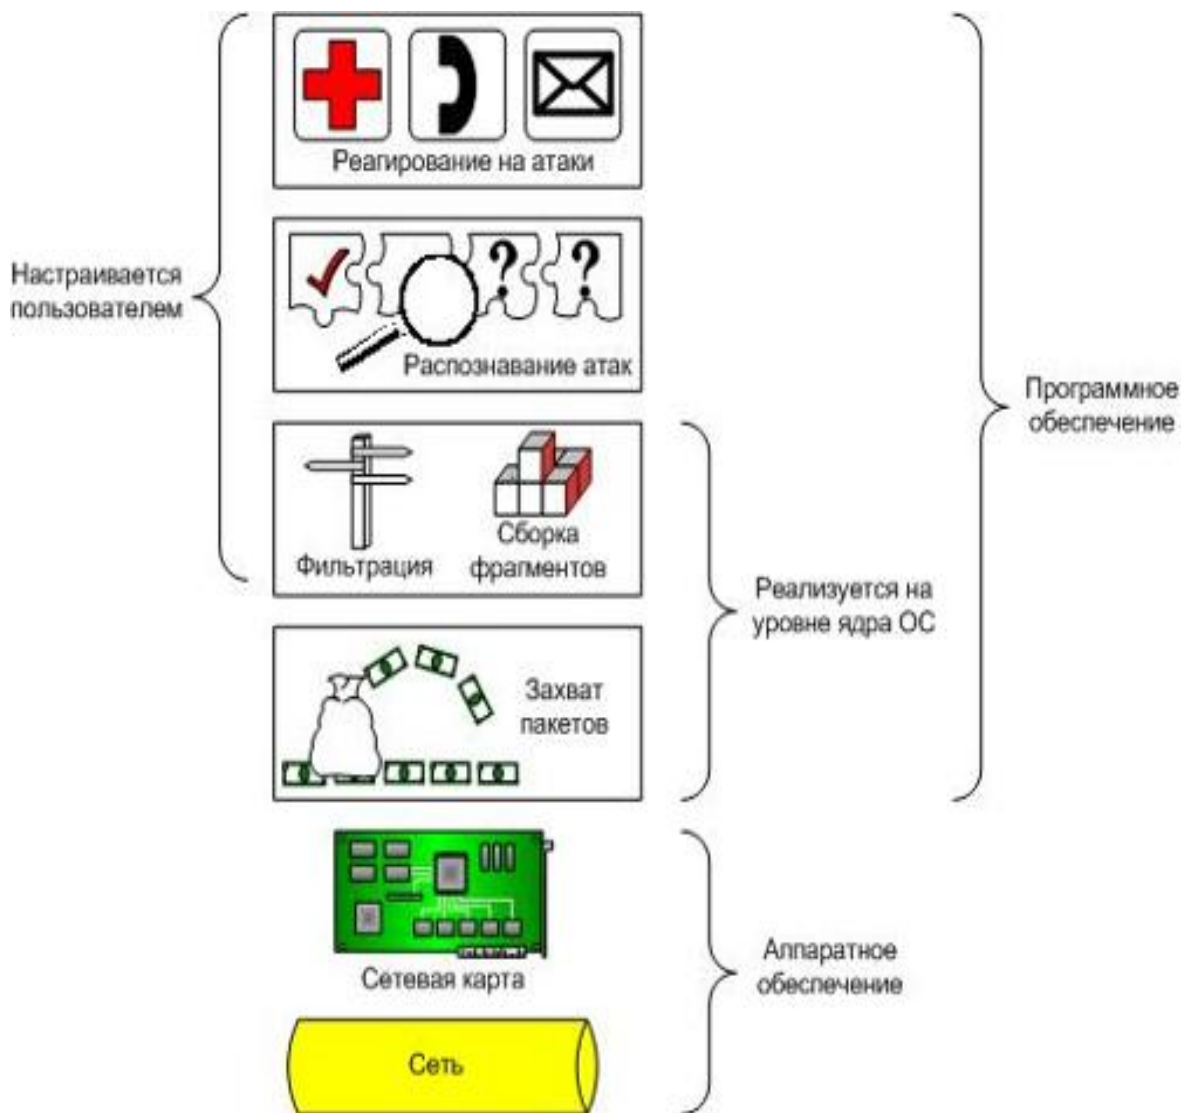 Реагирование на атаки
Настраивается
пользователем
Распознавание атак
Программное
обеспечение
Фильтрация
Сборка
фрагментов
Реализуется на
уровне ядра ОС
Захват
пакетов
Сетевая карта
Аппаратное
обеспечение
Сеть